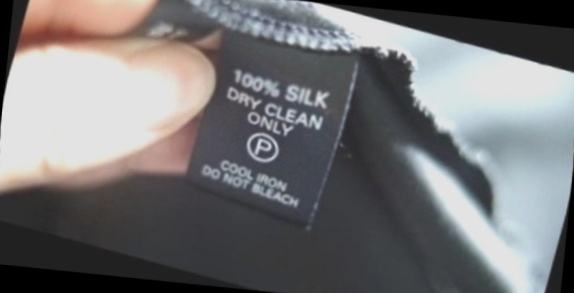 100% SILK
DRY CLEAN
ONLY
P
COOL IRON
DO NOT BLEACH